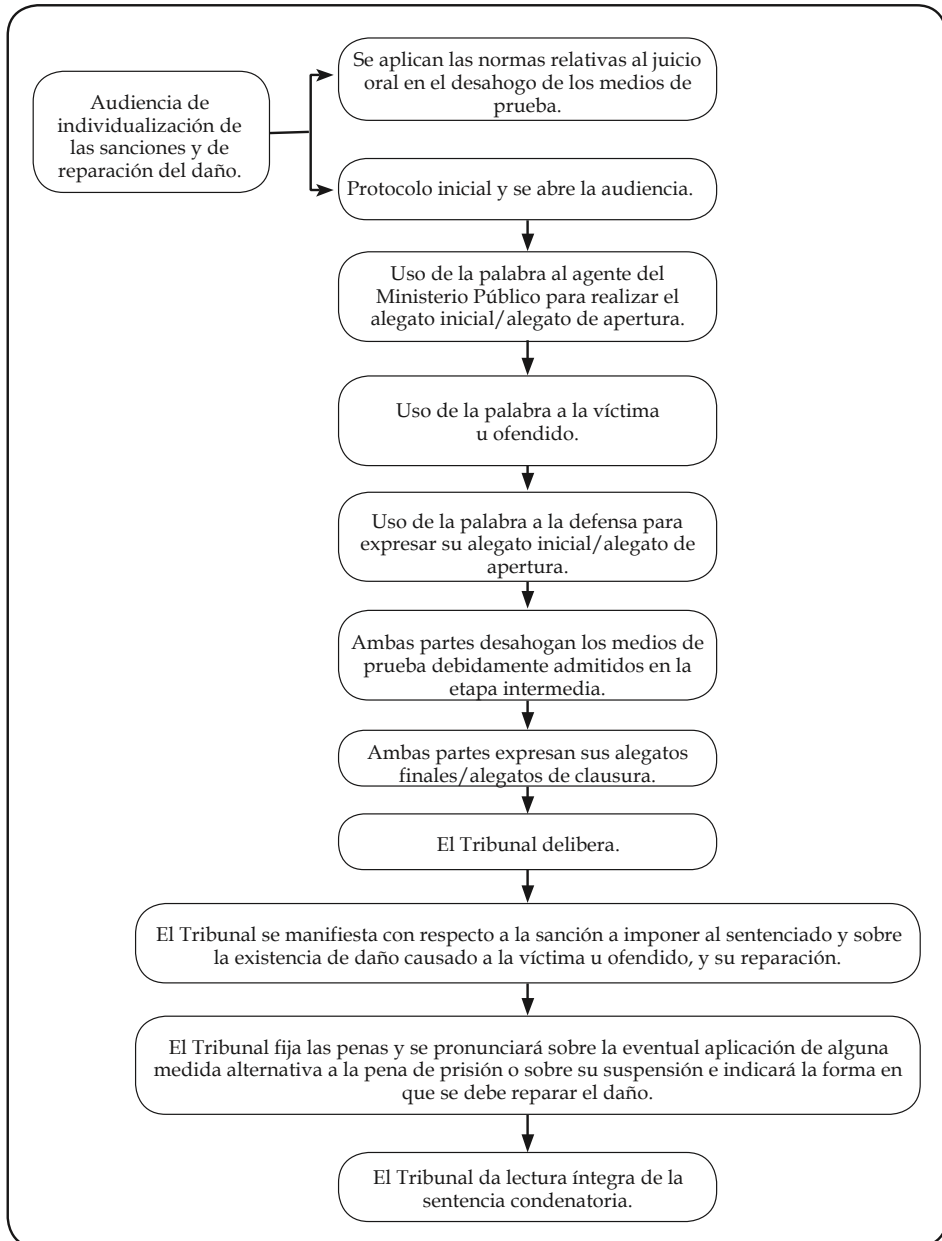 Audiencia de
individualización de
las sanciones y de
reparación del daño.
Se aplican las normas relativas al juicio
oral en el desahogo de los medios de
prueba.
Protocolo inicial y se abre la audiencia.
Uso de la palabra al agente del
Ministerio Público para realizar el
alegato inicial/alegato de apertura.
Uso de la palabra a la víctima
u ofendido.
Uso de la palabra a la defensa para
expresar su alegato inicial/alegato de
apertura.
Ambas partes desahogan los medios de
prueba debidamente admitidos en la
etapa intermedia.
Ambas partes expresan sus alegatos
finales/alegatos de clausura.
El Tribunal delibera.
El Tribunal se manifiesta con respecto a la sanción a imponer al sentenciado y sobre
la existencia de daño causado a la víctima u ofendido, y su reparación.
El Tribunal fija las penas y se pronunciará sobre la eventual aplicación de alguna
medida alternativa a la pena de prisión o sobre su suspensión e indicará la forma en
que se debe reparar el daño.
El Tribunal da lectura íntegra de la
sentencia condenatoria.